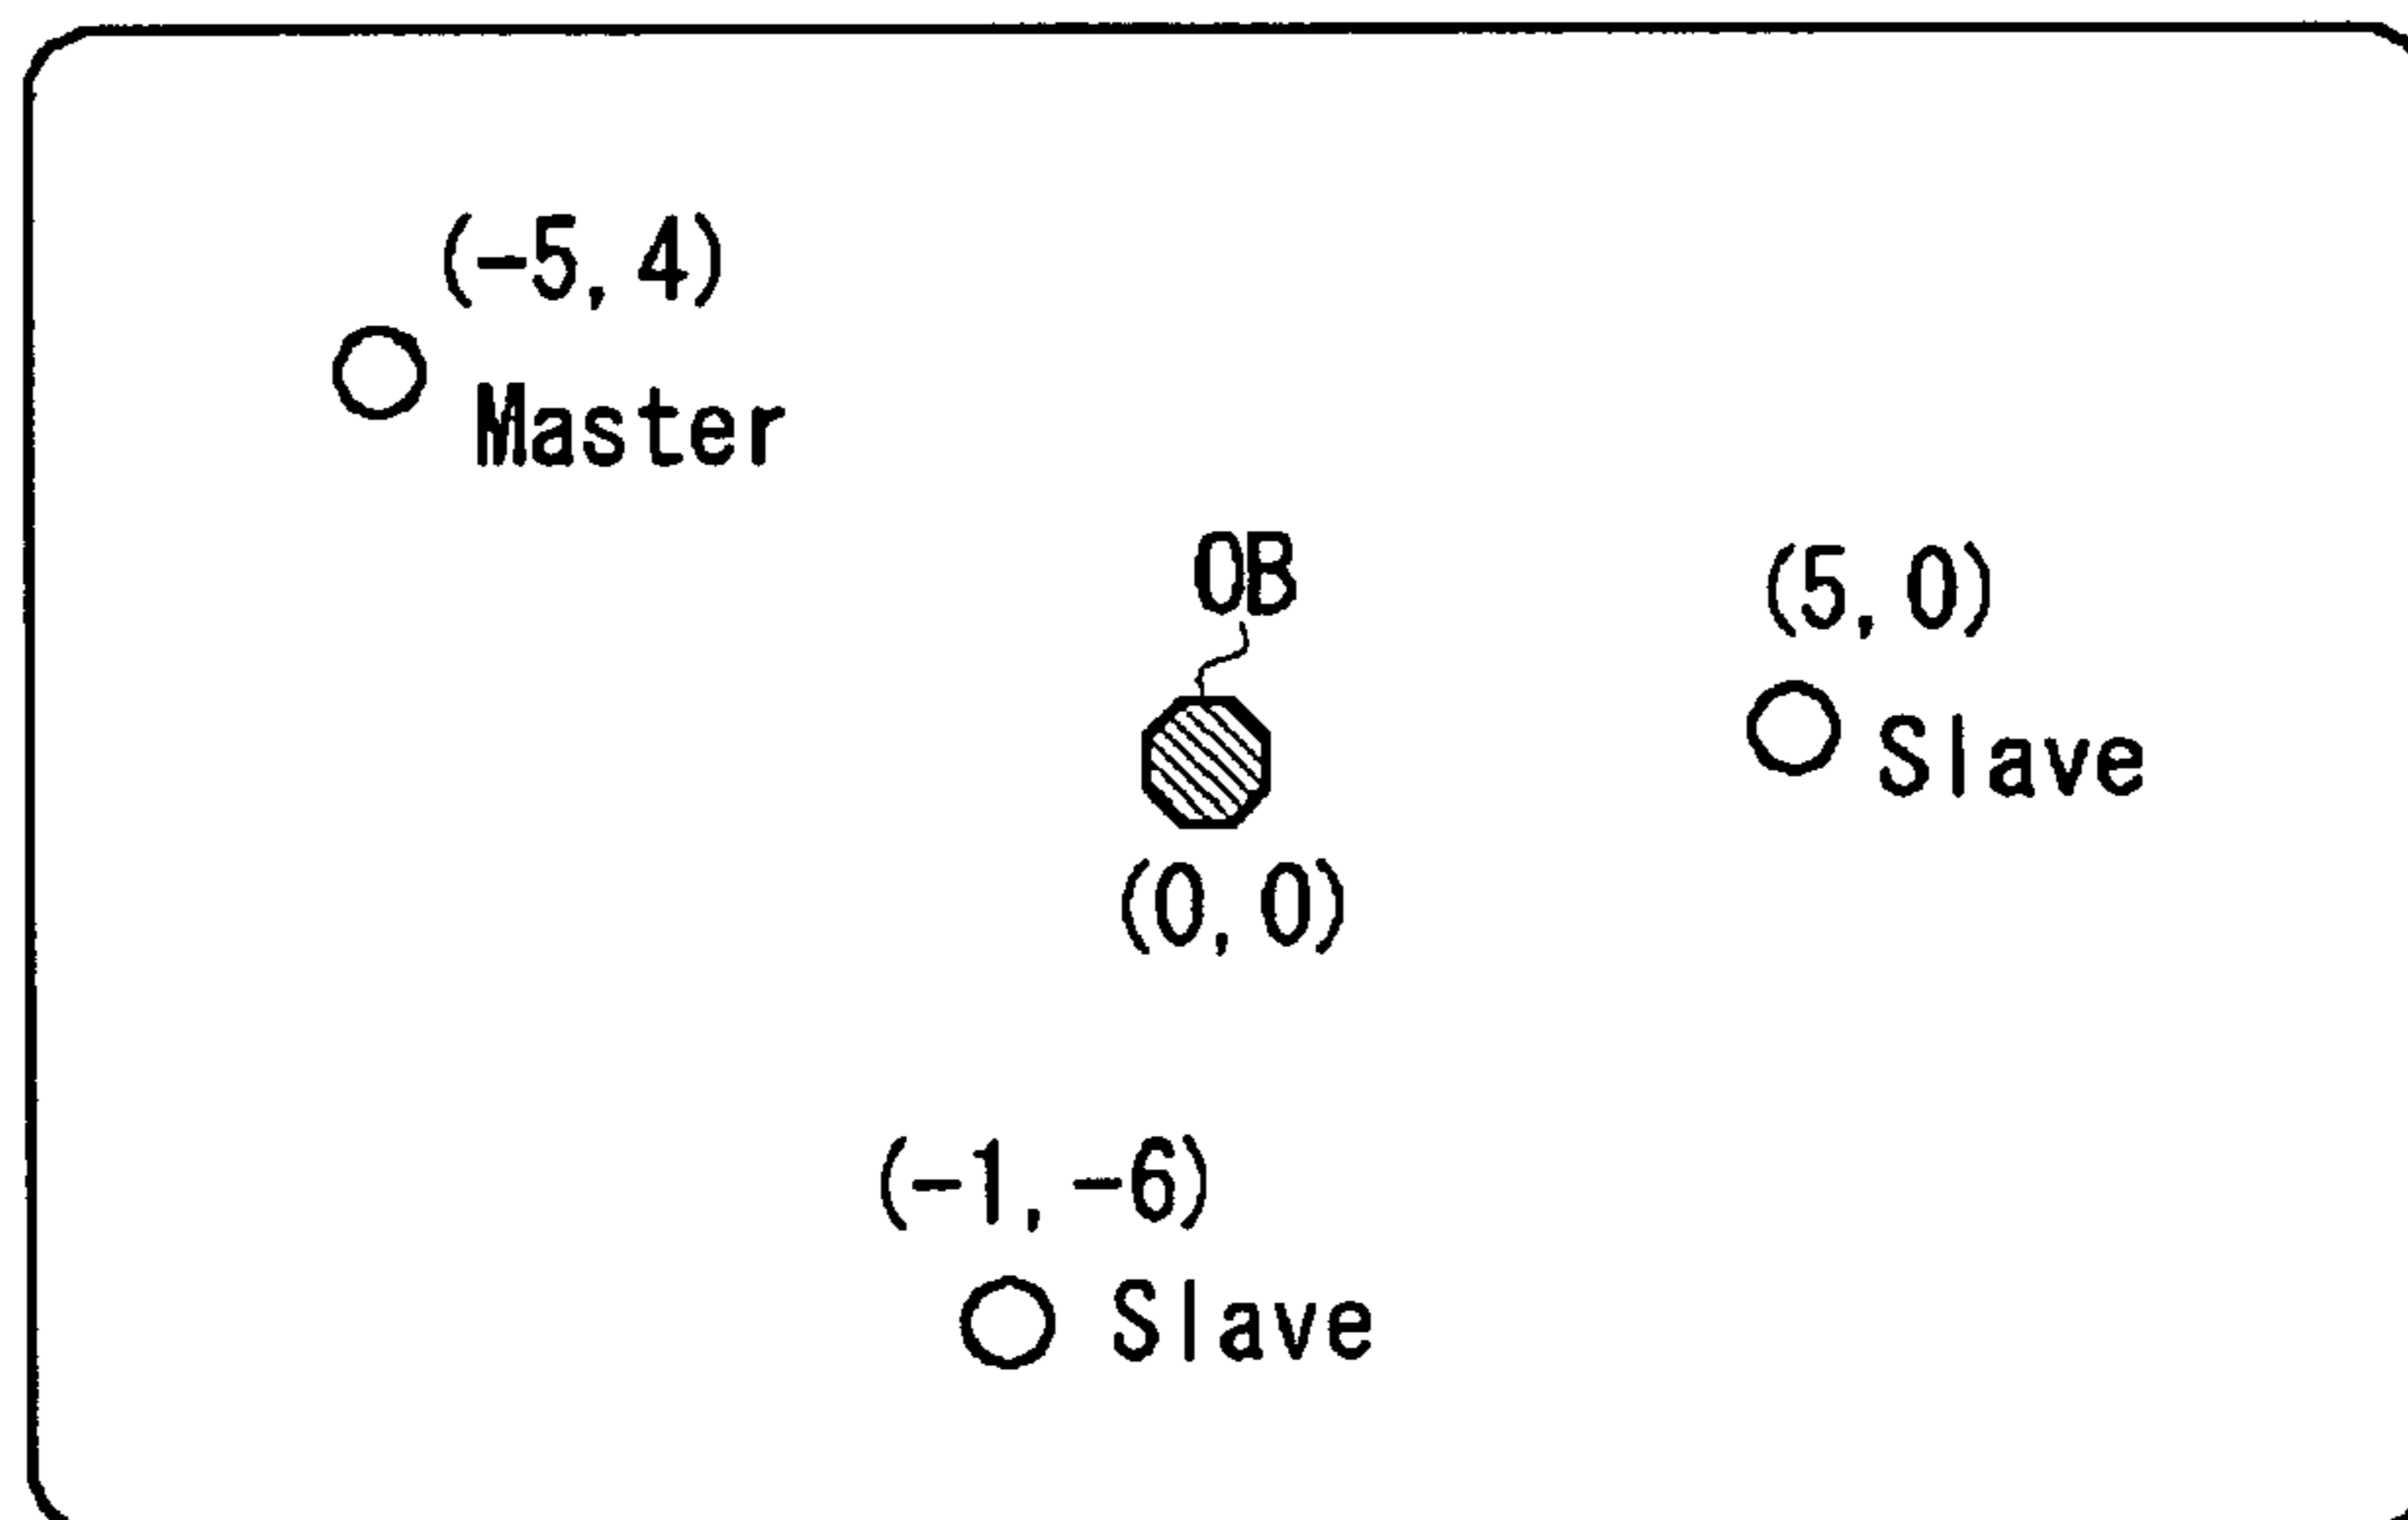 (-5, 4)
Master
OB
(5, 0)
Slave
(0, 0)
(-1, -6)
Slave